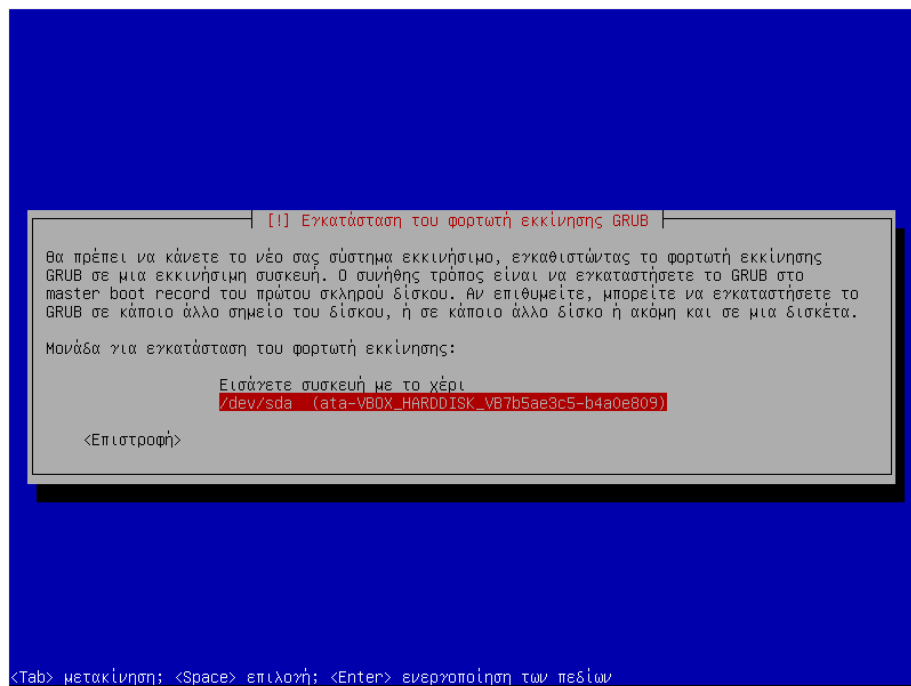 [!] Εγκατάσταση του φορτωτή εκκίνησης GRUB
Θα πρέπει να κάνετε το νέο σας σύστημα εκκινήσιμο, εγκαθιστώντας το φορτωτή εκκίνησης
GRUB σε μια εκκινήσιμη συσκευή. Ο συνήθης τρόπος είναι να εγκαταστήσετε το GRUB στο
master boot record του πρώτου σκληρού δίσκου. Αν επιθυμείτε, μπορείτε να εγκαταστήσετε το
GRUB σε κάποιο άλλο σημείο του δίσκου, ή σε κάποιο άλλο δίσκο ή ακόμη και σε μια δισκέτα.
Μονάδα για εγκατάσταση του φορτωτή εκκίνησης:
Εισάγετε συσκευή με το χέρι
/dev/sda (ata-VBOX_HARDDISK_VB7b5ae3c5-b4a0e809)
<Επιστροφή>
<Tab> μετακίνηση; <Space> επιλογή; <Enter> ενεργοποίηση των πεδίων